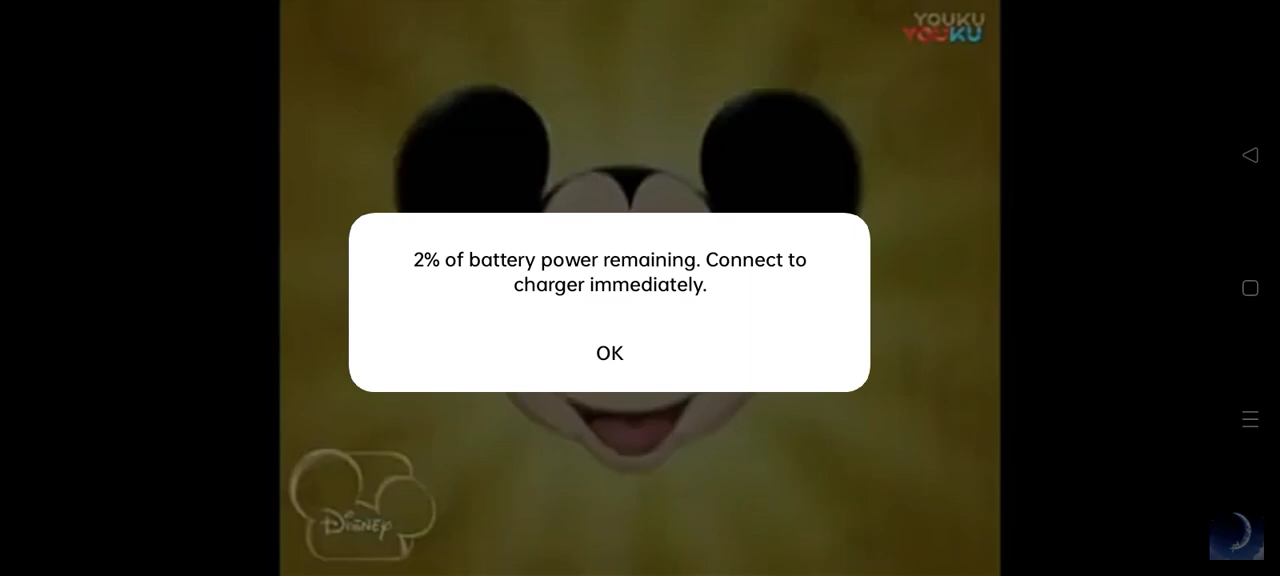 YOUKU
YOUKU
2% of battery power remaining. Connect to
charger immediately.
OK
DISNEY